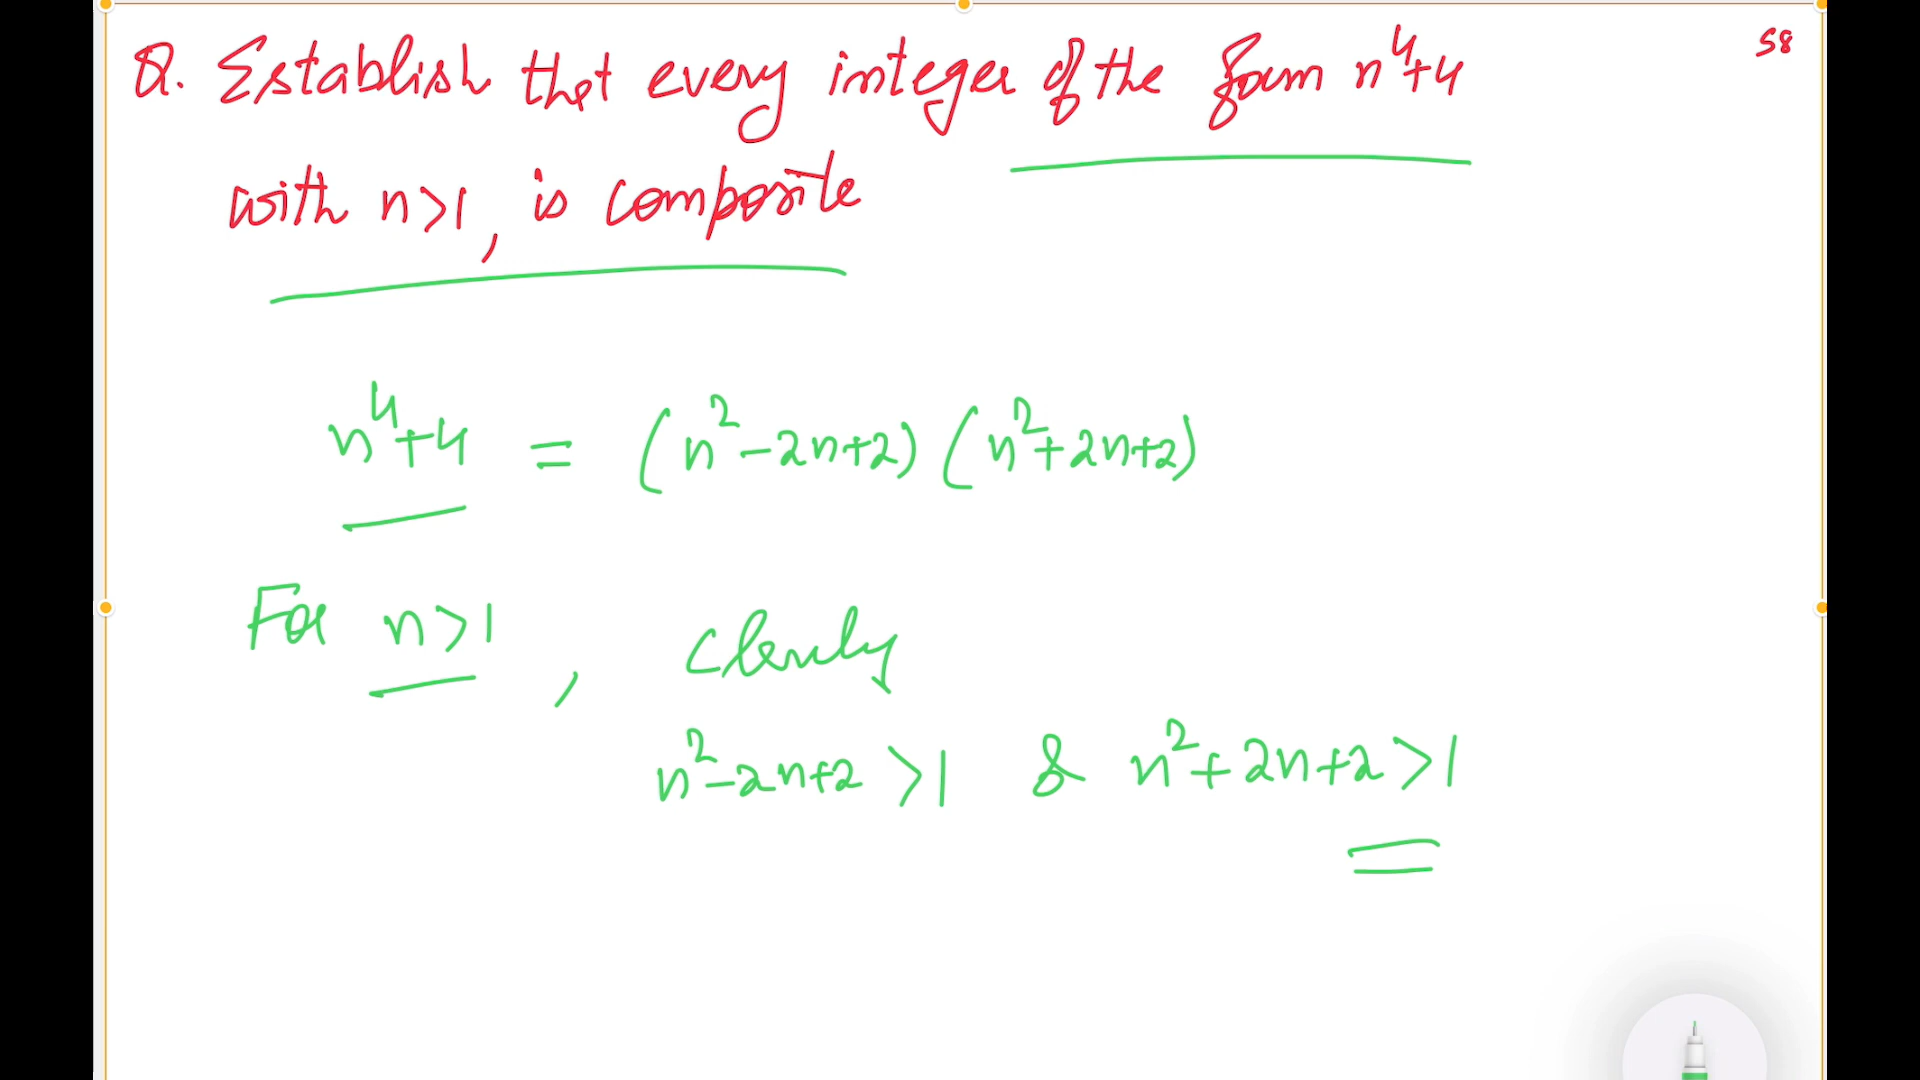 Q. Establish that every integer of the form n⁴+4
58
with n>1, is composite
n⁴+4 = (n²-2n+2)(n²+2n+2)
For n>1, clearly
n²-2n+2 >1 & n²+2n+2>1